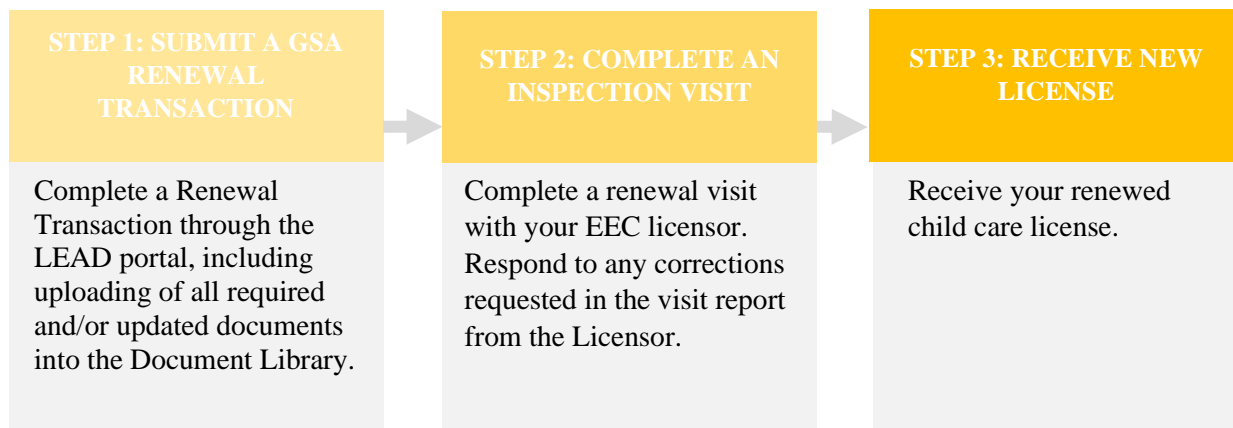 STEP 1: SUBMIT A GSA
RENEWAL
TRANSACTION
Complete a Renewal
Transaction through the
LEAD portal, including
uploading of all required
and/or updated documents
into the Document Library.
STEP 2: COMPLETE AN
INSPECTION VISIT
Complete a renewal visit
with your EEC licensor.
Respond to any corrections
requested in the visit report
from the Licensor.
STEP 3: RECEIVE NEW
LICENSE
Receive your renewed
child care license.